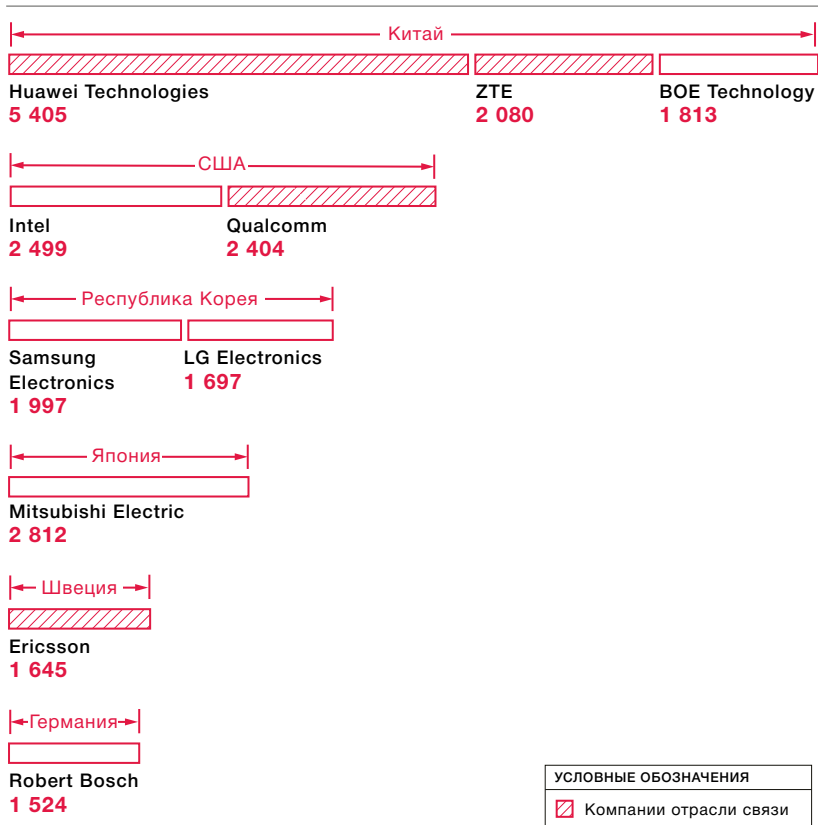 Китай
Huawei Technologies
5 405
ZTE
2 080
BOE Technology
1 813
США
Intel
2 499
Qualcomm
2 404
Республика Корея
Samsung
Electronics
1 997
LG Electronics
1 697
Япония
Mitsubishi Electric
2 812
Швеция
Ericsson
1 645
Германия
Robert Bosch
1 524
УСЛОВНЫЕ ОБОЗНАЧЕНИЯ
Компании отрасли связи